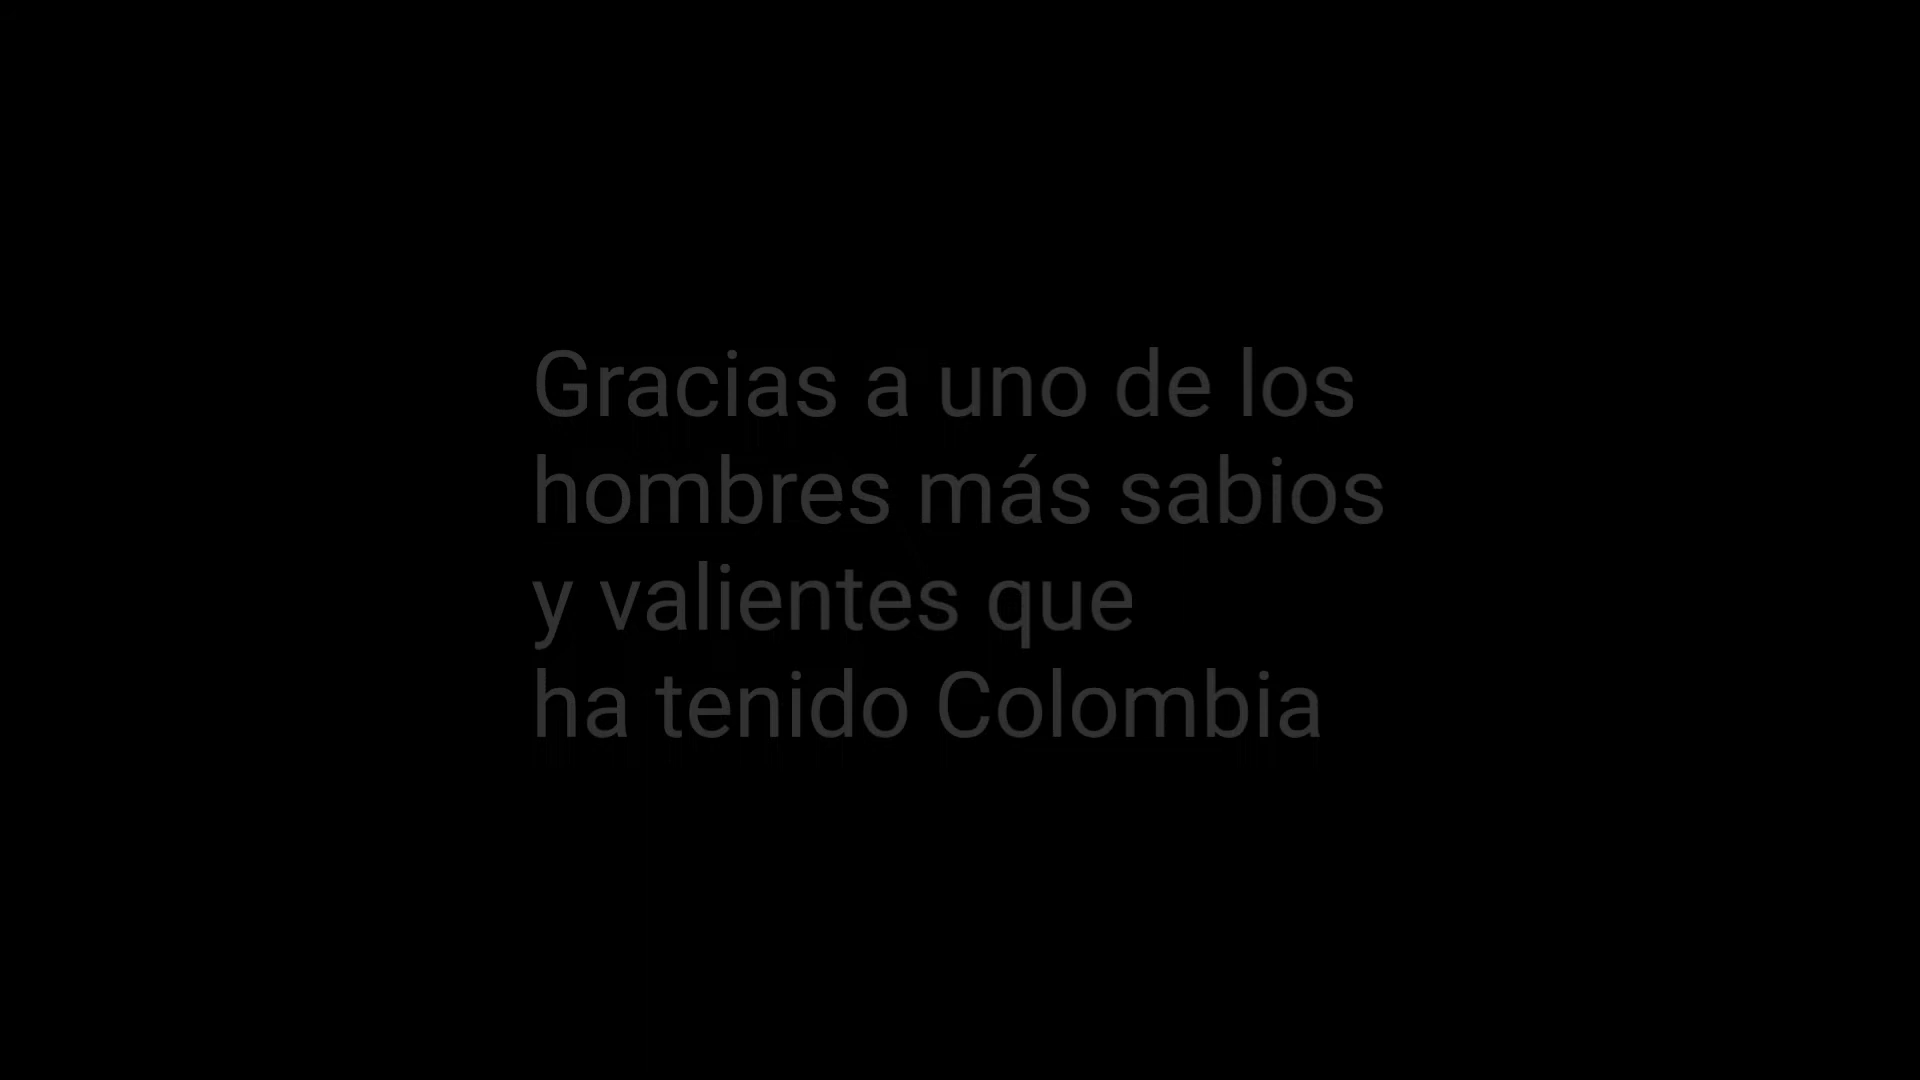 Gracias a uno de los
hombres más sabios
y valientes que
ha tenido Colombia